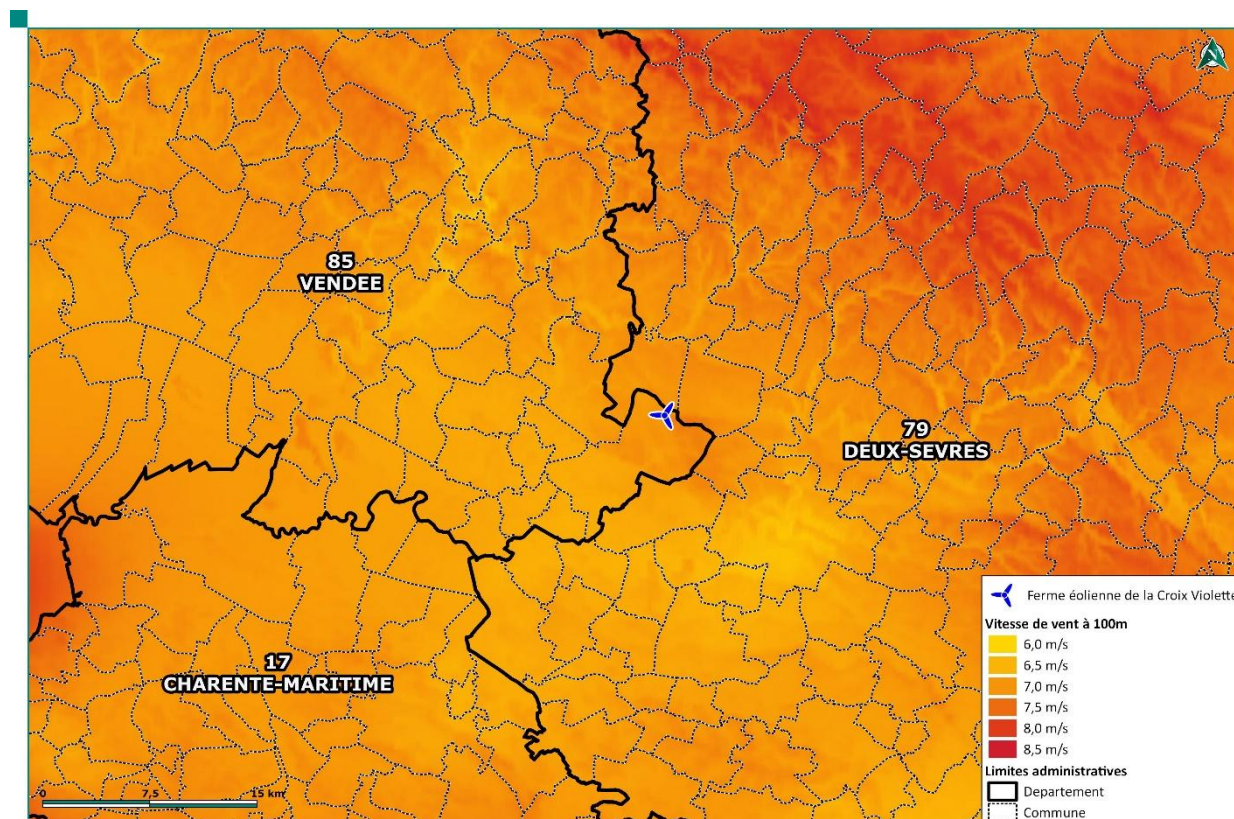 85
VENDEE
79
DEUX-SEVRES
17
CHARENTE-MARITIME
0
7,5
15 km
Ferme éolienne de la Croix Violette
Vitesse de vent à 100m
6,0 m/s
6,5 m/s
7,0 m/s
7,5 m/s
8,0 m/s
8,5 m/s
Limites administratives
Departement
Commune